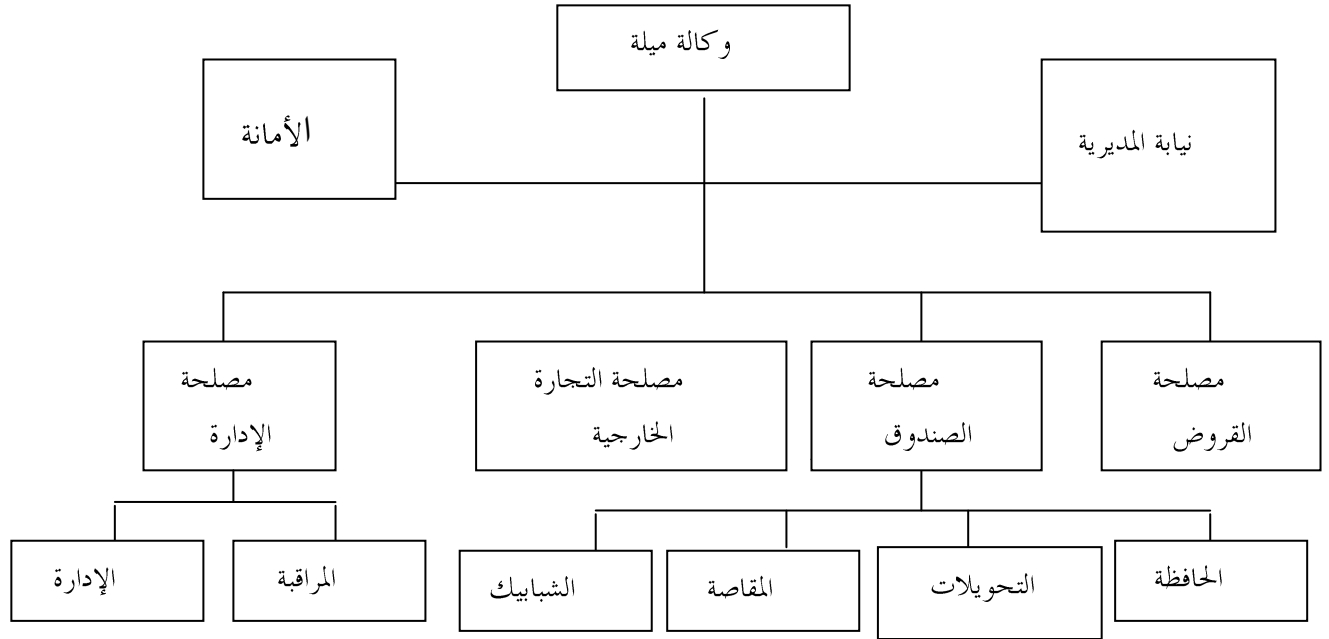 وكالة ميلة
نيابة المديرية
الأمانة
مصلحة
القروض
مصلحة
الصندوق
مصلحة التجارة
الخارجية
مصلحة
الإدارة
الحافظة
التحويلات
المقاصة
الشبابيك
المراقبة
الإدارة